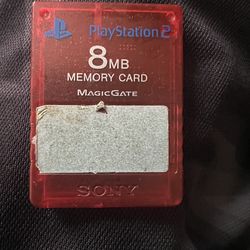 PlayStation 2
8MB
MEMORY CARD
MAGICGATE
SONY